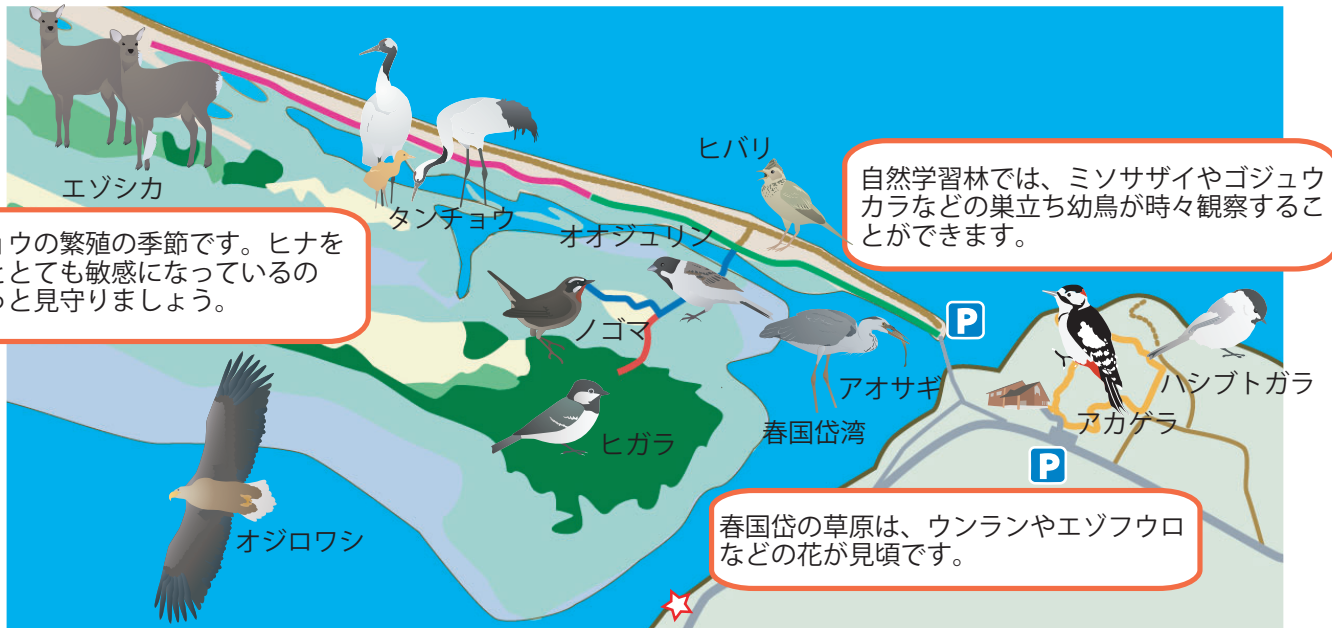 ヒバリ
自然学習林では、ミソサザイやゴジュウ
カラなどの巣立ち幼鳥が時々観察するこ
とができます。
エゾシカ
タンチョウ
オオジュリン
ョウの繁殖の季節です。ヒナを
とても敏感になっているの
っと見守りましょう。
P
ノゴマ
アオサギ
ハシブトガラ
アカゲラ
春国岱湾
ヒガラ
P
オジロワシ
春国岱の草原は、ウンランやエゾフウロ
などの花が見頃です。